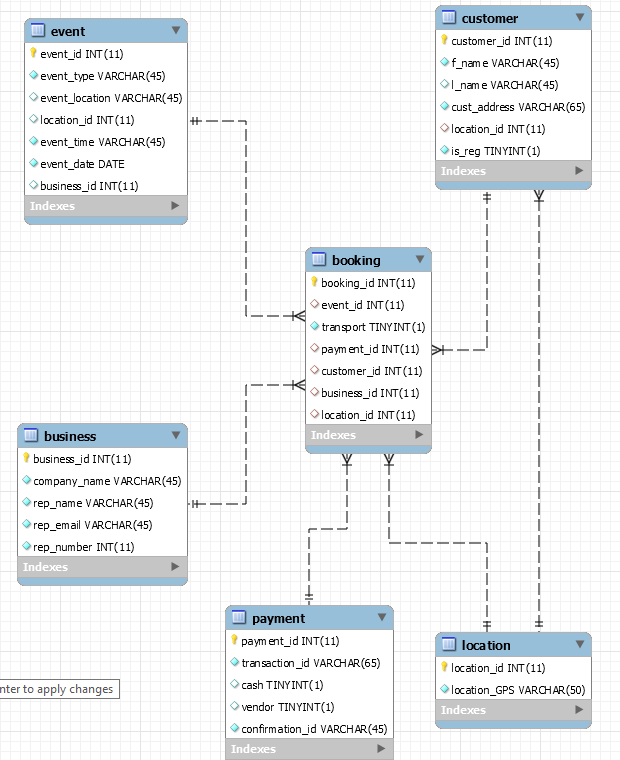 event
event_id INT(11)
event_type VARCHAR(45)
event_location VARCHAR(45)
location_id INT(11)
event_time VARCHAR(45)
event_date DATE
business_id INT(11)
Indexes
customer
customer_id INT(11)
f_name VARCHAR(45)
l_name VARCHAR(45)
cust_address VARCHAR(65)
location_id INT(11)
is_reg TINYINT(1)
Indexes
booking
booking_id INT(11)
event_id INT(11)
transport TINYINT(1)
payment_id INT(11)
customer_id INT(11)
business_id INT(11)
location_id INT(11)
Indexes
business
business_id INT(11)
company_name VARCHAR(45)
rep_name VARCHAR(45)
rep_email VARCHAR(45)
rep_number INT(11)
Indexes
payment
payment_id INT(11)
transaction_id VARCHAR(65)
cash TINYINT(1)
vendor TINYINT(1)
confirmation_id VARCHAR(45)
Indexes
location
location_id INT(11)
location_GPS VARCHAR(50)
Indexes
nter to apply changes